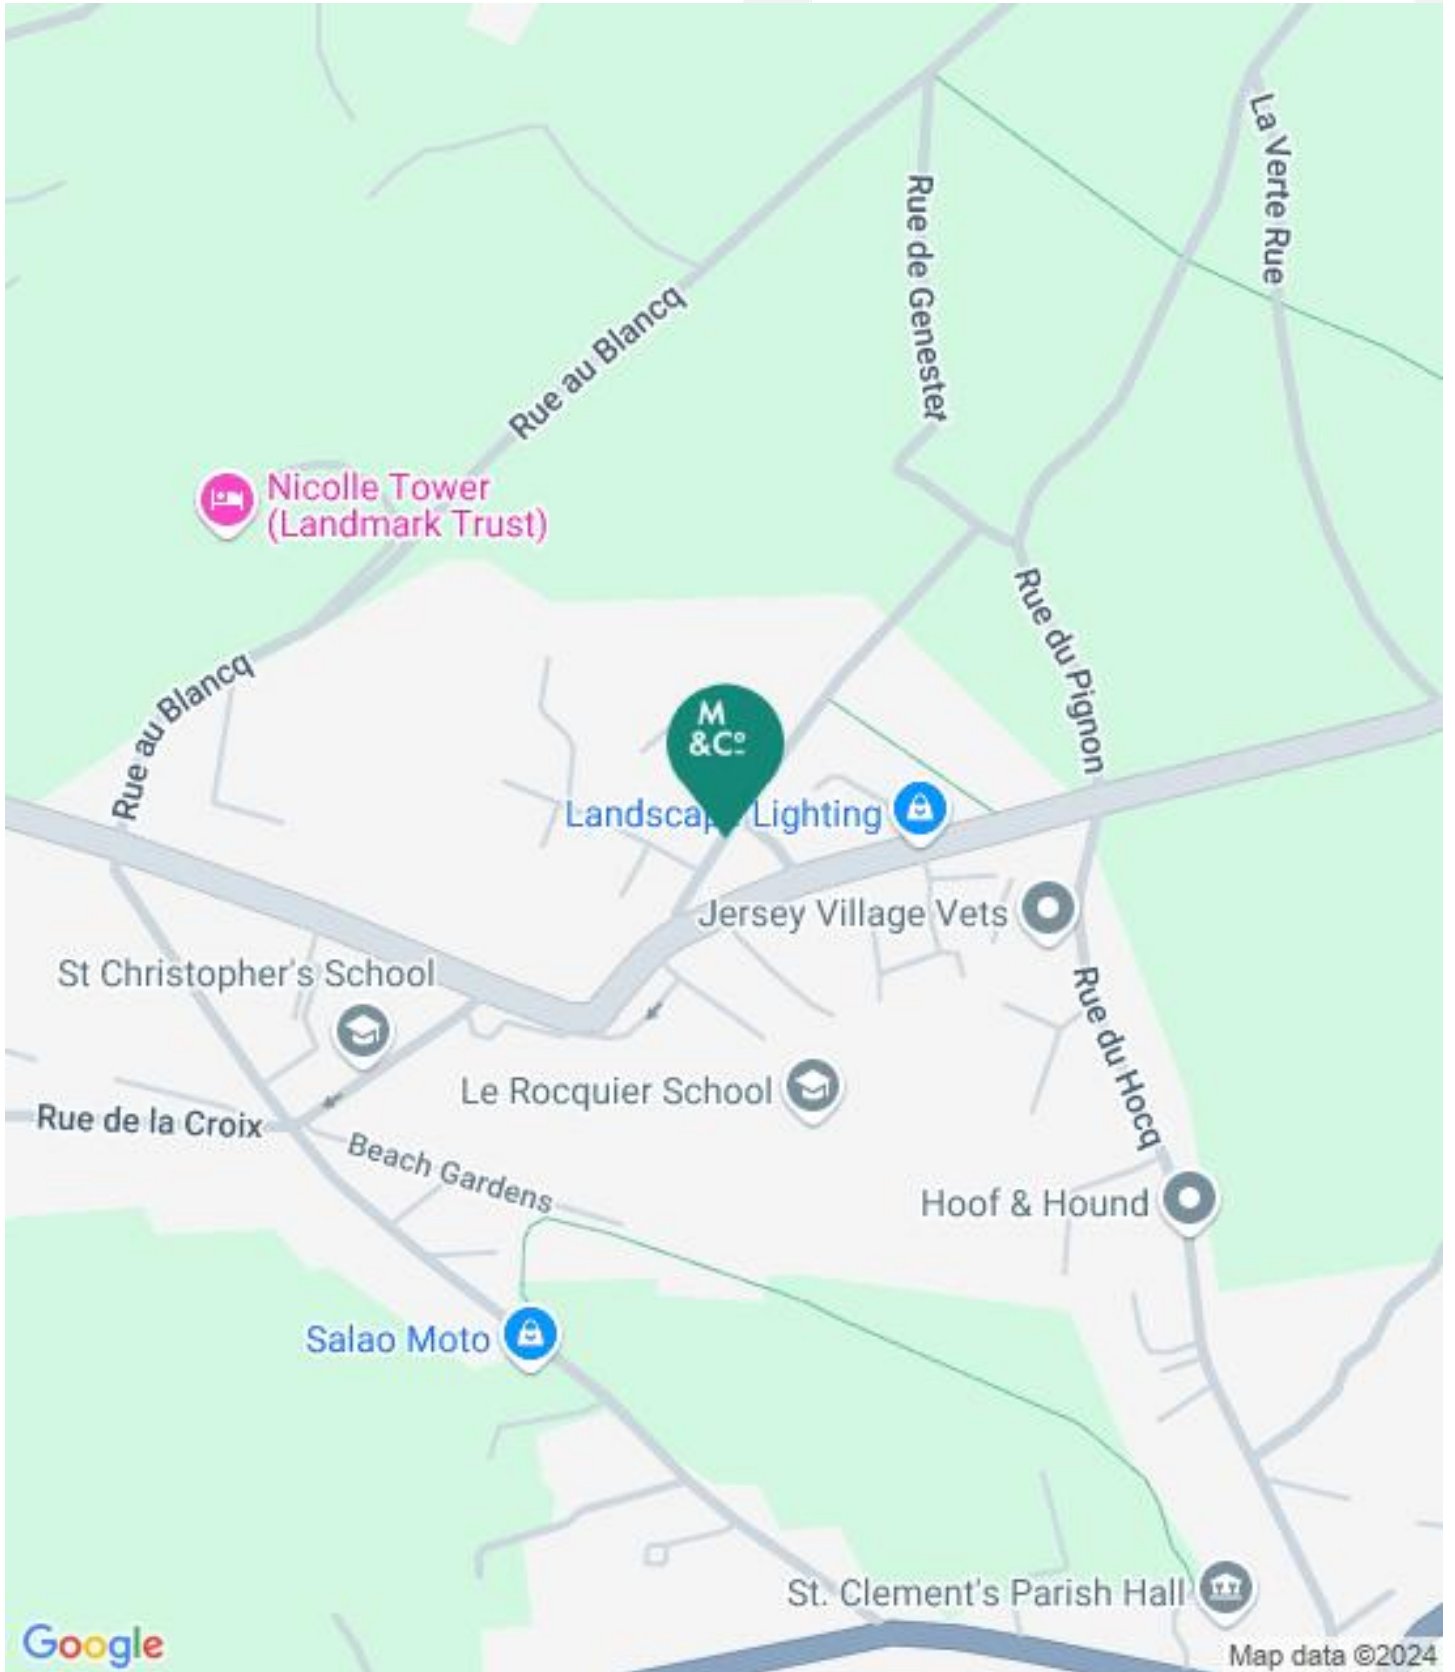 La Verte Rue
Rue de Genestet
Rue au Blancq
Nicolle Tower
(Landmark Trust)
Rue du Pignon
Rue au Blancq
M
&Co
Landscap Lighting
Jersey Village Vets
St Christopher's School
Rue du Hocq
Le Rocquier School
Rue de la Croix
Beach Gardens
Hoof & Hound
Salao Moto
St. Clement's Parish Hall
Google
Map data ©2024